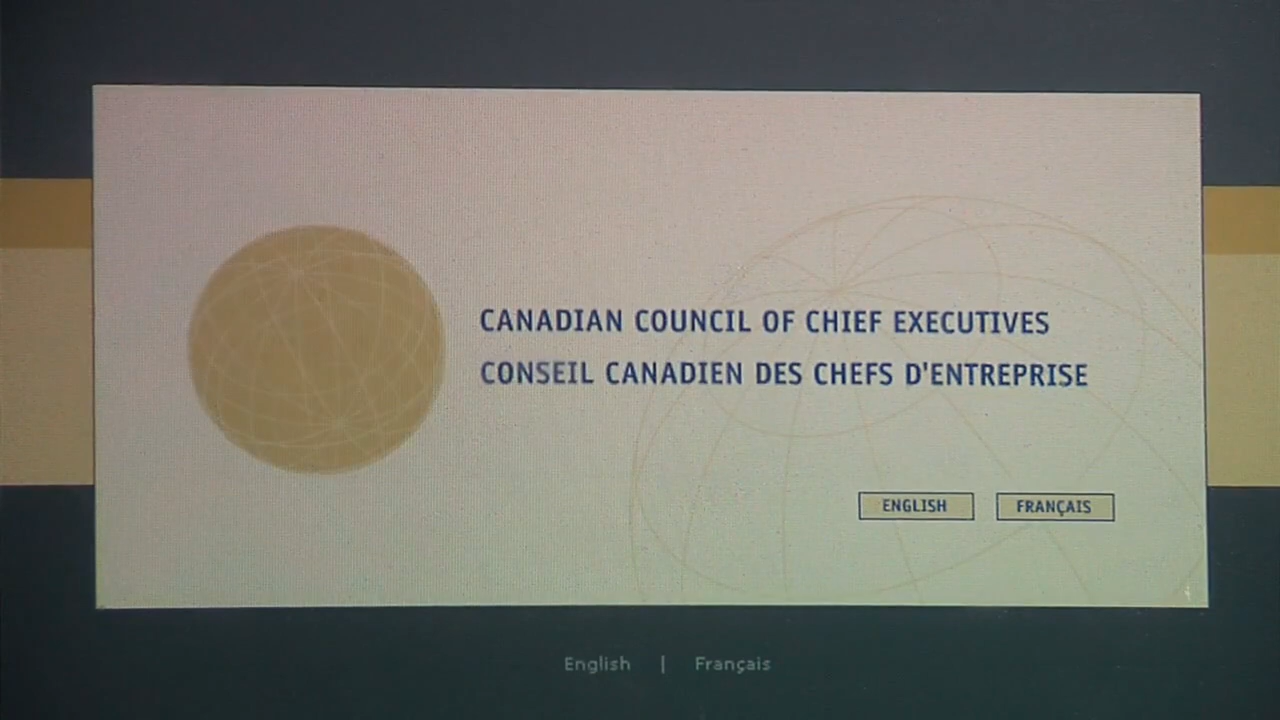 CANADIAN COUNCIL OF CHIEF EXECUTIVES
CONSEIL CANADIEN DES CHEFS D'ENTREPRISE
ENGLISH FRANÇAIS
English | Français